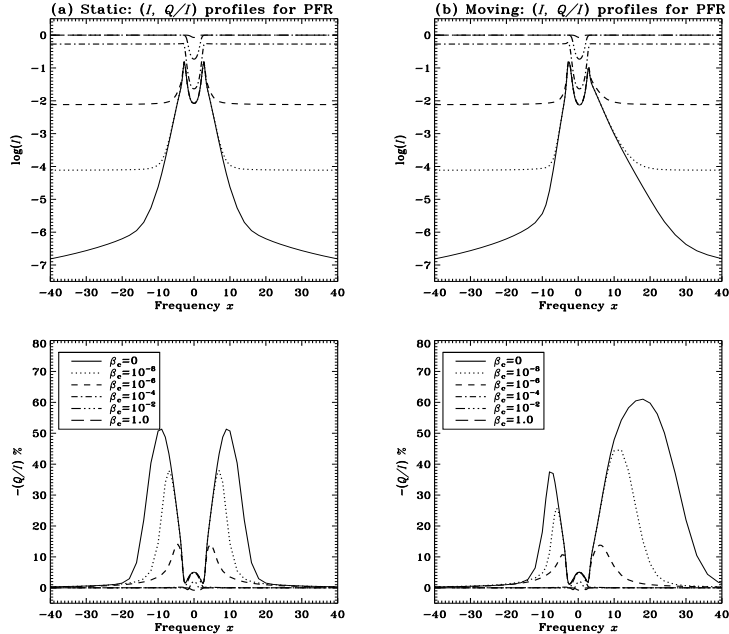 (a) Static: (I, Q/I) profiles for PFR
0
−1
−2
−3
−4
−5
−6
−7
log(I)
−40 −30 −20 −10 0 10 20 30 40
Frequency x
(b) Moving: (I, Q/I) profiles for PFR
0
−1
−2
−3
−4
−5
−6
−7
log(I)
−40 −30 −20 −10 0 10 20 30 40
Frequency x
80
70
60
50
40
30
20
10
0
−(Q/I) %
βc=0
βc=10⁻⁸
βc=10⁻⁶
βc=10⁻⁴
βc=10⁻²
βc=1.0
−40 −30 −20 −10 0 10 20 30 40
Frequency x
80
70
60
50
40
30
20
10
0
−(Q/I) %
βc=0
βc=10⁻⁸
βc=10⁻⁶
βc=10⁻⁴
βc=10⁻²
βc=1.0
−40 −30 −20 −10 0 10 20 30 40
Frequency x